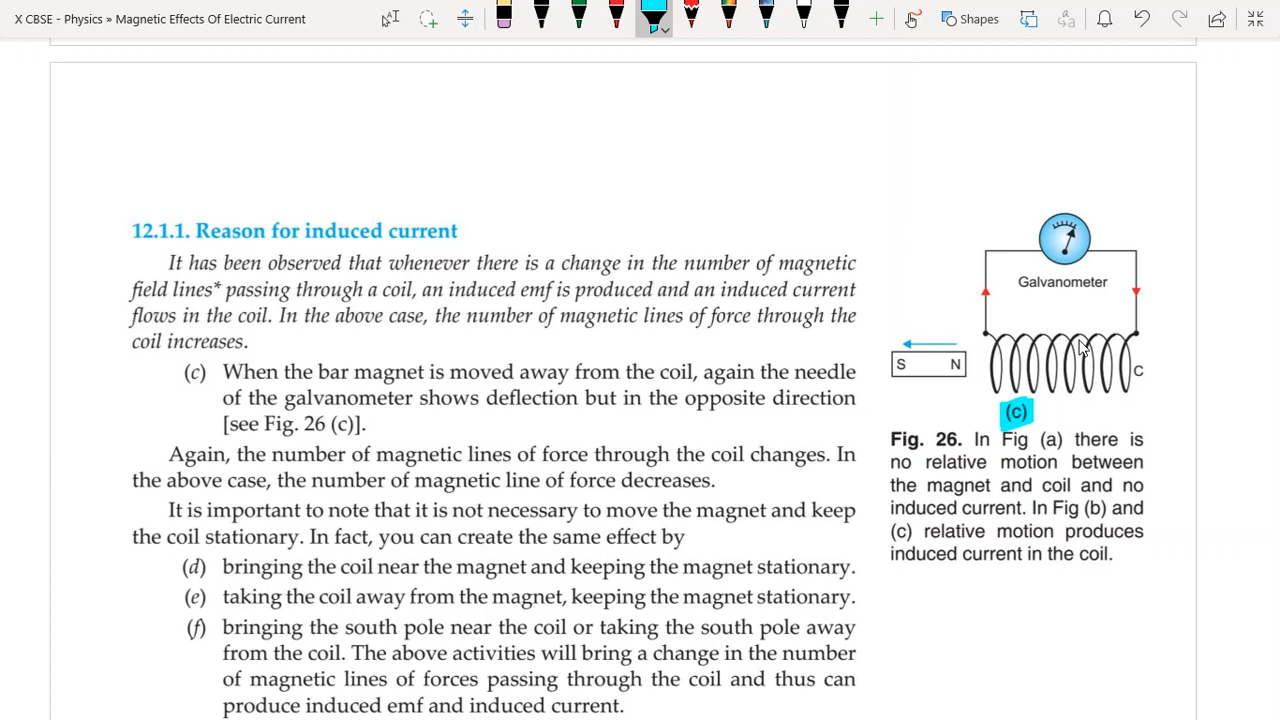 X CBSE - Physics » Magnetic Effects Of Electric Current
Shapes
12.1.1. Reason for induced current
It has been observed that whenever there is a change in the number of magnetic
field lines* passing through a coil, an induced emf is produced and an induced current
flows in the coil. In the above case, the number of magnetic lines of force through the
coil increases.
(c) When the bar magnet is moved away from the coil, again the needle
of the galvanometer shows deflection but in the opposite direction
[see Fig. 26 (c)].
Again, the number of magnetic lines of force through the coil changes. In
the above case, the number of magnetic line of force decreases.
It is important to note that it is not necessary to move the magnet and keep
the coil stationary. In fact, you can create the same effect by
(d) bringing the coil near the magnet and keeping the magnet stationary.
(e) taking the coil away from the magnet, keeping the magnet stationary.
(f) bringing the south pole near the coil or taking the south pole away
from the coil. The above activities will bring a change in the number
of magnetic lines of forces passing through the coil and thus can
produce induced emf and induced current.
Galvanometer
S N
C
(c)
Fig. 26. In Fig (a) there is
no relative motion between
the magnet and coil and no
induced current. In Fig (b) and
(c) relative motion produces
induced current in the coil.